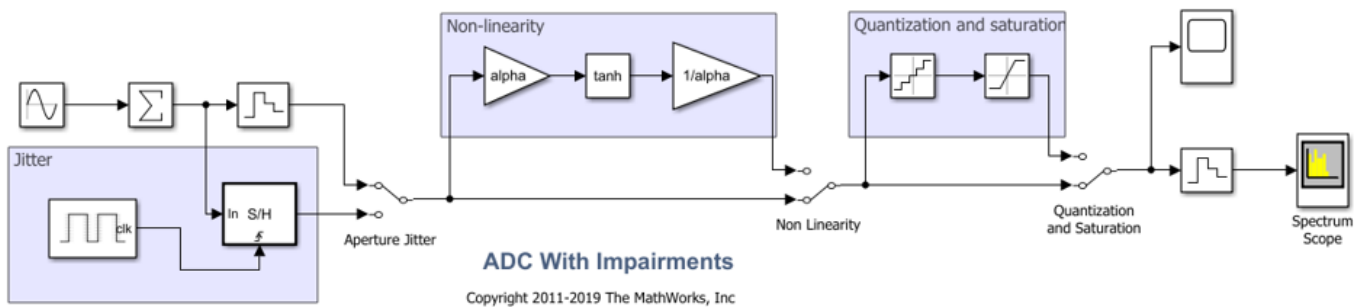 Non-linearity
Quantization and saturation
alpha
tanh
1/alpha
Jitter
clk
In
S/H
Aperture Jitter
Non Linearity
Quantization
and Saturation
Spectrum
Scope
ADC With Impairments
Copyright 2011-2019 The MathWorks, Inc